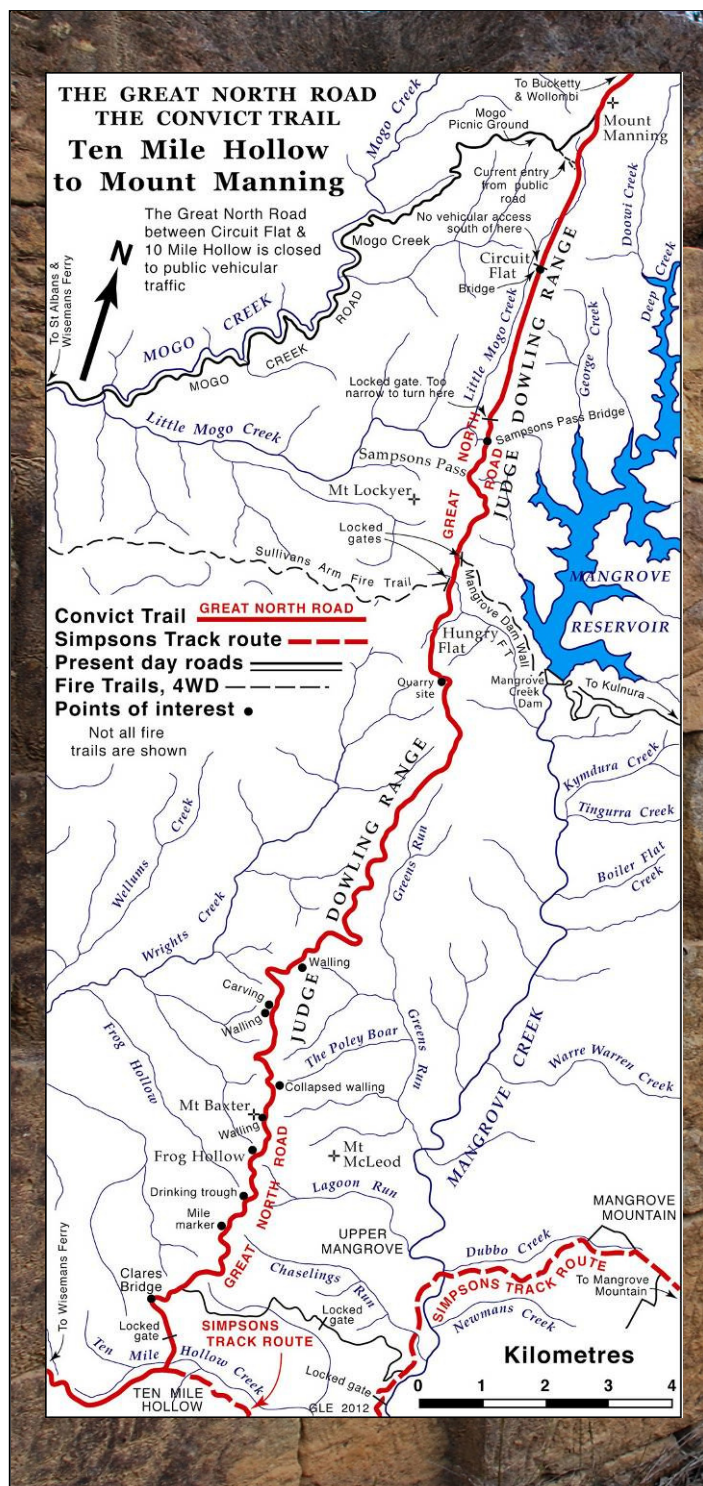 THE GREAT NORTH ROAD
THE CONVICT TRAIL
Ten Mile Hollow
to Mount Manning
The Great North Road
between Circuit Flat &
10 Mile Hollow is closed
to public vehicular
traffic
N
To St Albans &
Wisemans Ferry
Mogo Creek
To Bucketty
& Wollombi
Mogo
Picnic Ground
Mount
Manning
Current entry
from public
road
No vehicular access
south of here
Mogo Creek
Circuit
Flat
Bridge
Doowi Creek
Deep Creek
MOGO CREEK
MOGO CREEK ROAD
Little Mogo Creek
George Creek
JUDGE DOWLING RANGE
Locked gate. Too
narrow to turn here
Little Mogo Creek
Sampsons Pass Bridge
Sampsons Pass
GREAT NORTH ROAD
Mt Lockyer
Locked
gates
Sullivans Arm Fire Trail
MANGROVE
RESERVOIR
Mangrove Dam Wall
FT
Convict Trail GREAT NORTH ROAD
Simpsons Track route
Present day roads
Fire Trails, 4WD
Points of interest
Not all fire
trails are shown
Hungry
Flat
Quarry
site
Mangrove
Creek
Dam
To Kulnura
Kymdura Creek
Tingurra Creek
Boiler Flat
Creek
Wellums Creek
JUDGE DOWLING RANGE
Greens Run
Wrights Creek
Walling
Carving
Walling
Frog Hollow
The Poley Boar
Greens Run
MANGROVE CREEK
Warre Warren Creek
Collapsed walling
Mt Baxter
Walling
Frog Hollow
Mt
McLeod
GREAT NORTH ROAD
Drinking trough
Lagoon Run
Mile
marker
UPPER
MANGROVE
MANGROVE
MOUNTAIN
Dubbo Creek
SIMPSONS TRACK ROUTE
To Mangrove
Mountain
Newmans Creek
Chaselings Run
Clares
Bridge
To Wisemans Ferry
Locked
gate
Locked
gate
SIMPSONS
TRACK ROUTE
Ten Mile Hollow Creek
TEN MILE
HOLLOW
Locked gate
GLE 2012
Kilometres
0 1 2 3 4